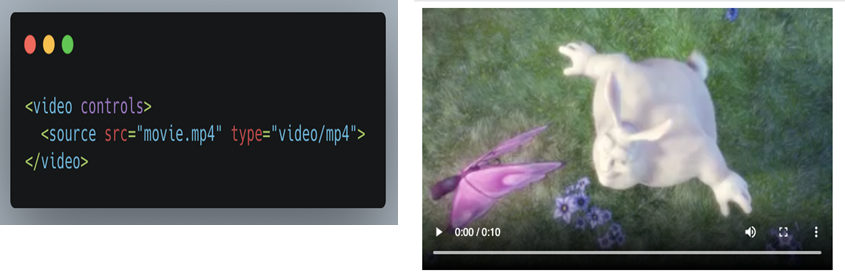 <video controls>
  <source src="movie.mp4" type="video/mp4">
</video>
0:00 / 0:10